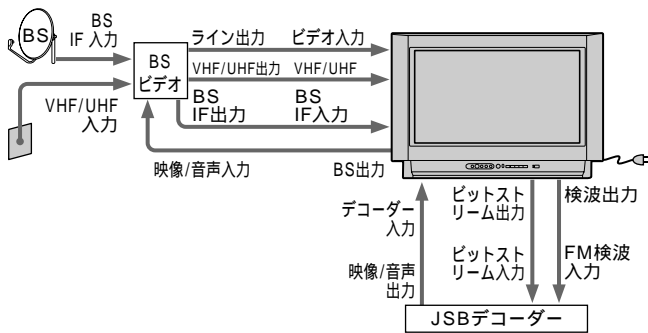 BS
BS
IF 入力
ライン出力
ビデオ入力
BS
ビデオ
VHF/UHF出力
VHF/UHF
VHF/UHF
入力
BS
IF出力
BS
IF入力
映像/音声入力
BS出力
デコーダー
入力
ビットスト
リーム出力
検波出力
映像/音声
出力
ビットスト
リーム入力
FM検波
入力
JSBデコーダー